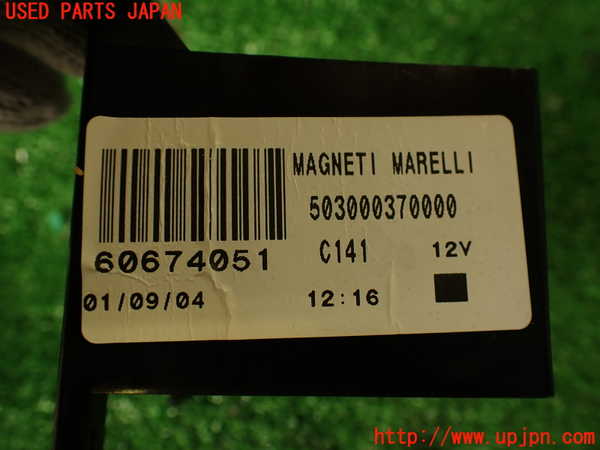 USED PARTS JAPAN
MAGNETI MARELLI
503000370000
60674051
C141 12V
01/09/04 12:16
http://www.upjpn.com/